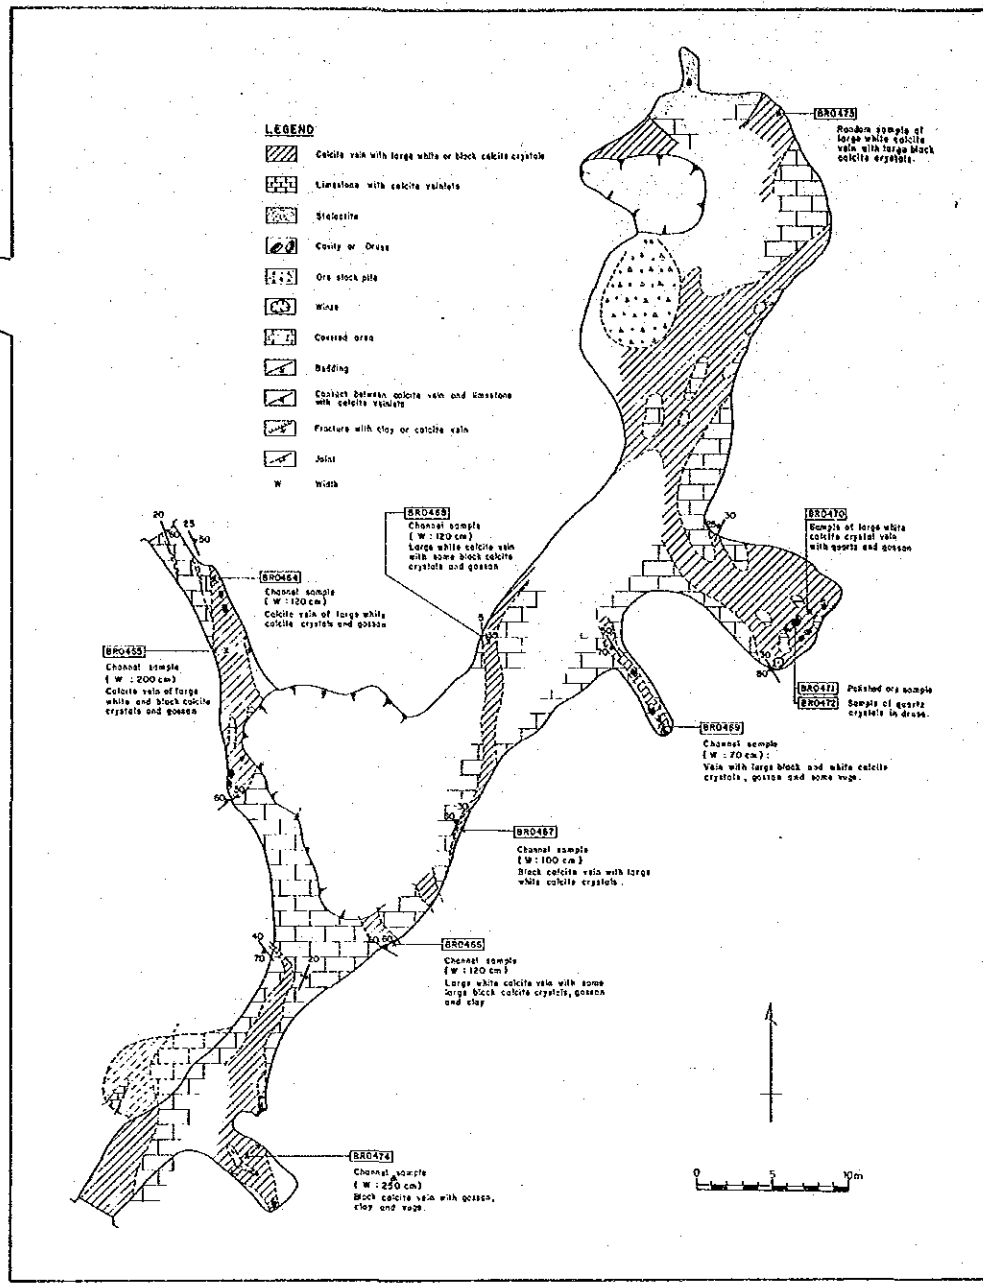 LEGEND
Calcite vein with large white or black calcite crystals
Limestone with calcite veinlets
Stalactite
Cavity or Druse
Ore stock pile
Winze
Covered area
Bedding
Contact between calcite vein and limestone
with calcite veinlets
Fracture with clay or calcite vein
Joint
W Width
BR0473
Random sample of
large white calcite
vein with large black
calcite crystals.
BR0470
Sample of large white
calcite crystal vein
with quartz and gossan
BR0471 Polished ore sample
BR0472 Sample of quartz
crystals in druse.
BR0468
Channel sample
( W : 120 cm)
Large white calcite vein
with some black calcite
crystals and gossan
BR0464
Channel sample
( W : 120 cm)
Calcite vein of large white
calcite crystals and gossan
Channel sample
( W : 200 cm)
Calcite vein of large
white and black calcite
crystals and gossan
BR0469
Channel sample
( W : 70 cm) :
Vein with large black and white calcite
crystals , gossan and some vugs.
BR0467
Channel sample
( W : 100 cm)
Black calcite vein with large
white calcite crystals .
Channel sample
( W : 120 cm)
Large white calcite vein with some
large black calcite crystals, gossan
and clay
BR0474
Channel sample
( W : 250 cm)
Black calcite vein with gossan,
clay and vugs.
20
25
50
30
60
40
70
20
80
0 5 10m